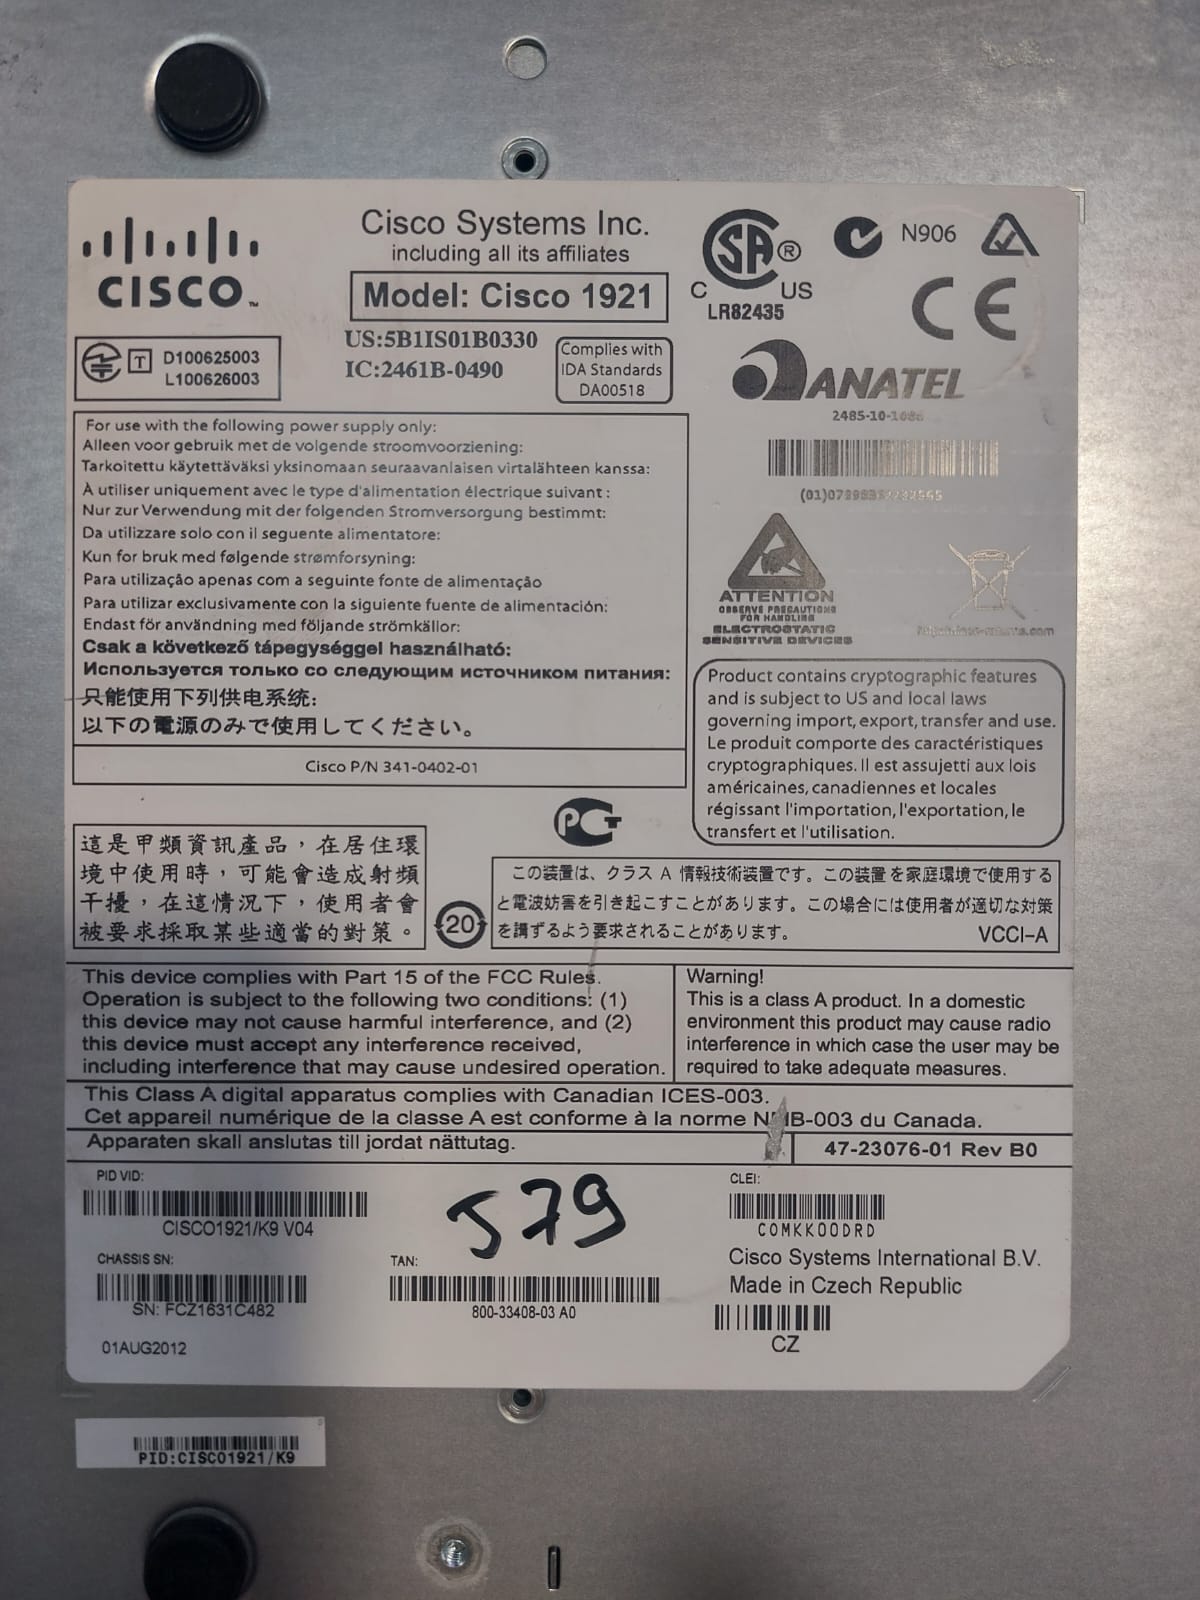 CISCO™
Cisco Systems Inc.
including all its affiliates
Model: Cisco 1921
US:5B1IS01B0330
IC:2461B-0490
Complies with
IDA Standards
DA00518
T
D100625003
L100626003
SA®
C US
LR82435
N906
CE
ANATEL
For use with the following power supply only:
Alleen voor gebruik met de volgende stroomvoorziening:
Tarkoitettu käytettäväksi yksinomaan seuraavanlaisen virtalähteen kanssa:
À utiliser uniquement avec le type d'alimentation électrique suivant :
Nur zur Verwendung mit der folgenden Stromversorgung bestimmt:
Da utilizzare solo con il seguente alimentatore:
Kun for bruk med følgende strømforsyning:
Para utilização apenas com a seguinte fonte de alimentação
Para utilizar exclusivamente con la siguiente fuente de alimentación:
Endast för användning med följande strömkällor:
Csak a következő tápegységgel használható:
Используется только со следующим источником питания:
只能使用下列供电系统:
以下の電源のみで使用してください。
Cisco P/N 341-0402-01
ATTENTION
OBSERVE PRECAUTIONS
FOR HANDLING
ELECTROSTATIC
SENSITIVE DEVICES
Product contains cryptographic features
and is subject to US and local laws
governing import, export, transfer and use.
Le produit comporte des caractéristiques
cryptographiques. Il est assujetti aux lois
américaines, canadiennes et locales
régissant l'importation, l'exportation, le
transfert et l'utilisation.
這是甲類資訊產品，在居住環
境中使用時，可能會造成射頻
干擾，在這情況下，使用者會
被要求採取某些適當的對策。
20
この装置は、クラス A 情報技術装置です。この装置を家庭環境で使用する
と電波妨害を引き起こすことがあります。この場合には使用者が適切な対策
を講ずるよう要求されることがあります。 VCCI-A
This device complies with Part 15 of the FCC Rules.
Operation is subject to the following two conditions: (1)
this device may not cause harmful interference, and (2)
this device must accept any interference received,
including interference that may cause undesired operation.
Warning!
This is a class A product. In a domestic
environment this product may cause radio
interference in which case the user may be
required to take adequate measures.
This Class A digital apparatus complies with Canadian ICES-003.
Cet appareil numérique de la classe A est conforme à la norme NMB-003 du Canada.
Apparaten skall anslutas till jordat nättutag.
47-23076-01 Rev B0
PID VID:
CISCO1921/K9 V04
579
CLEI:
COMKK00DRD
CHASSIS SN:
SN: FCZ1631C482
TAN:
800-33408-03 A0
Cisco Systems International B.V.
Made in Czech Republic
CZ
01AUG2012
PID:CISCO1921/K9